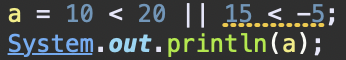 a = 10 < 20 || 15 < -5;
System.out.println(a);